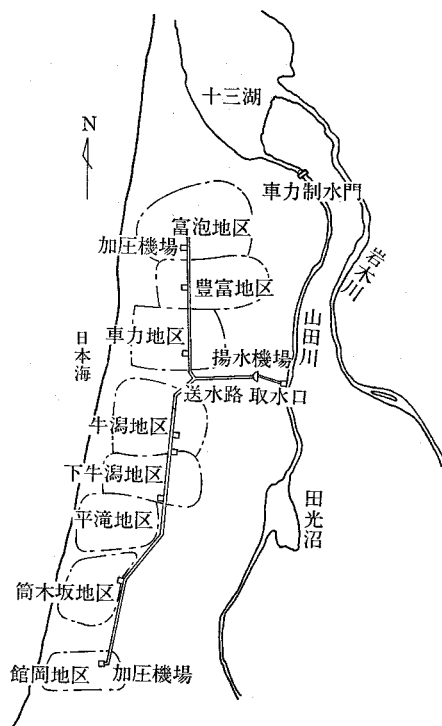 十三湖
N
車力制水門
富泡地区
加圧機場
岩木川
豊富地区
山田川
車力地区
日本海
揚水機場
送水路
取水口
牛潟地区
下牛潟地区
田光沼
平滝地区
筒木坂地区
館岡地区
加圧機場